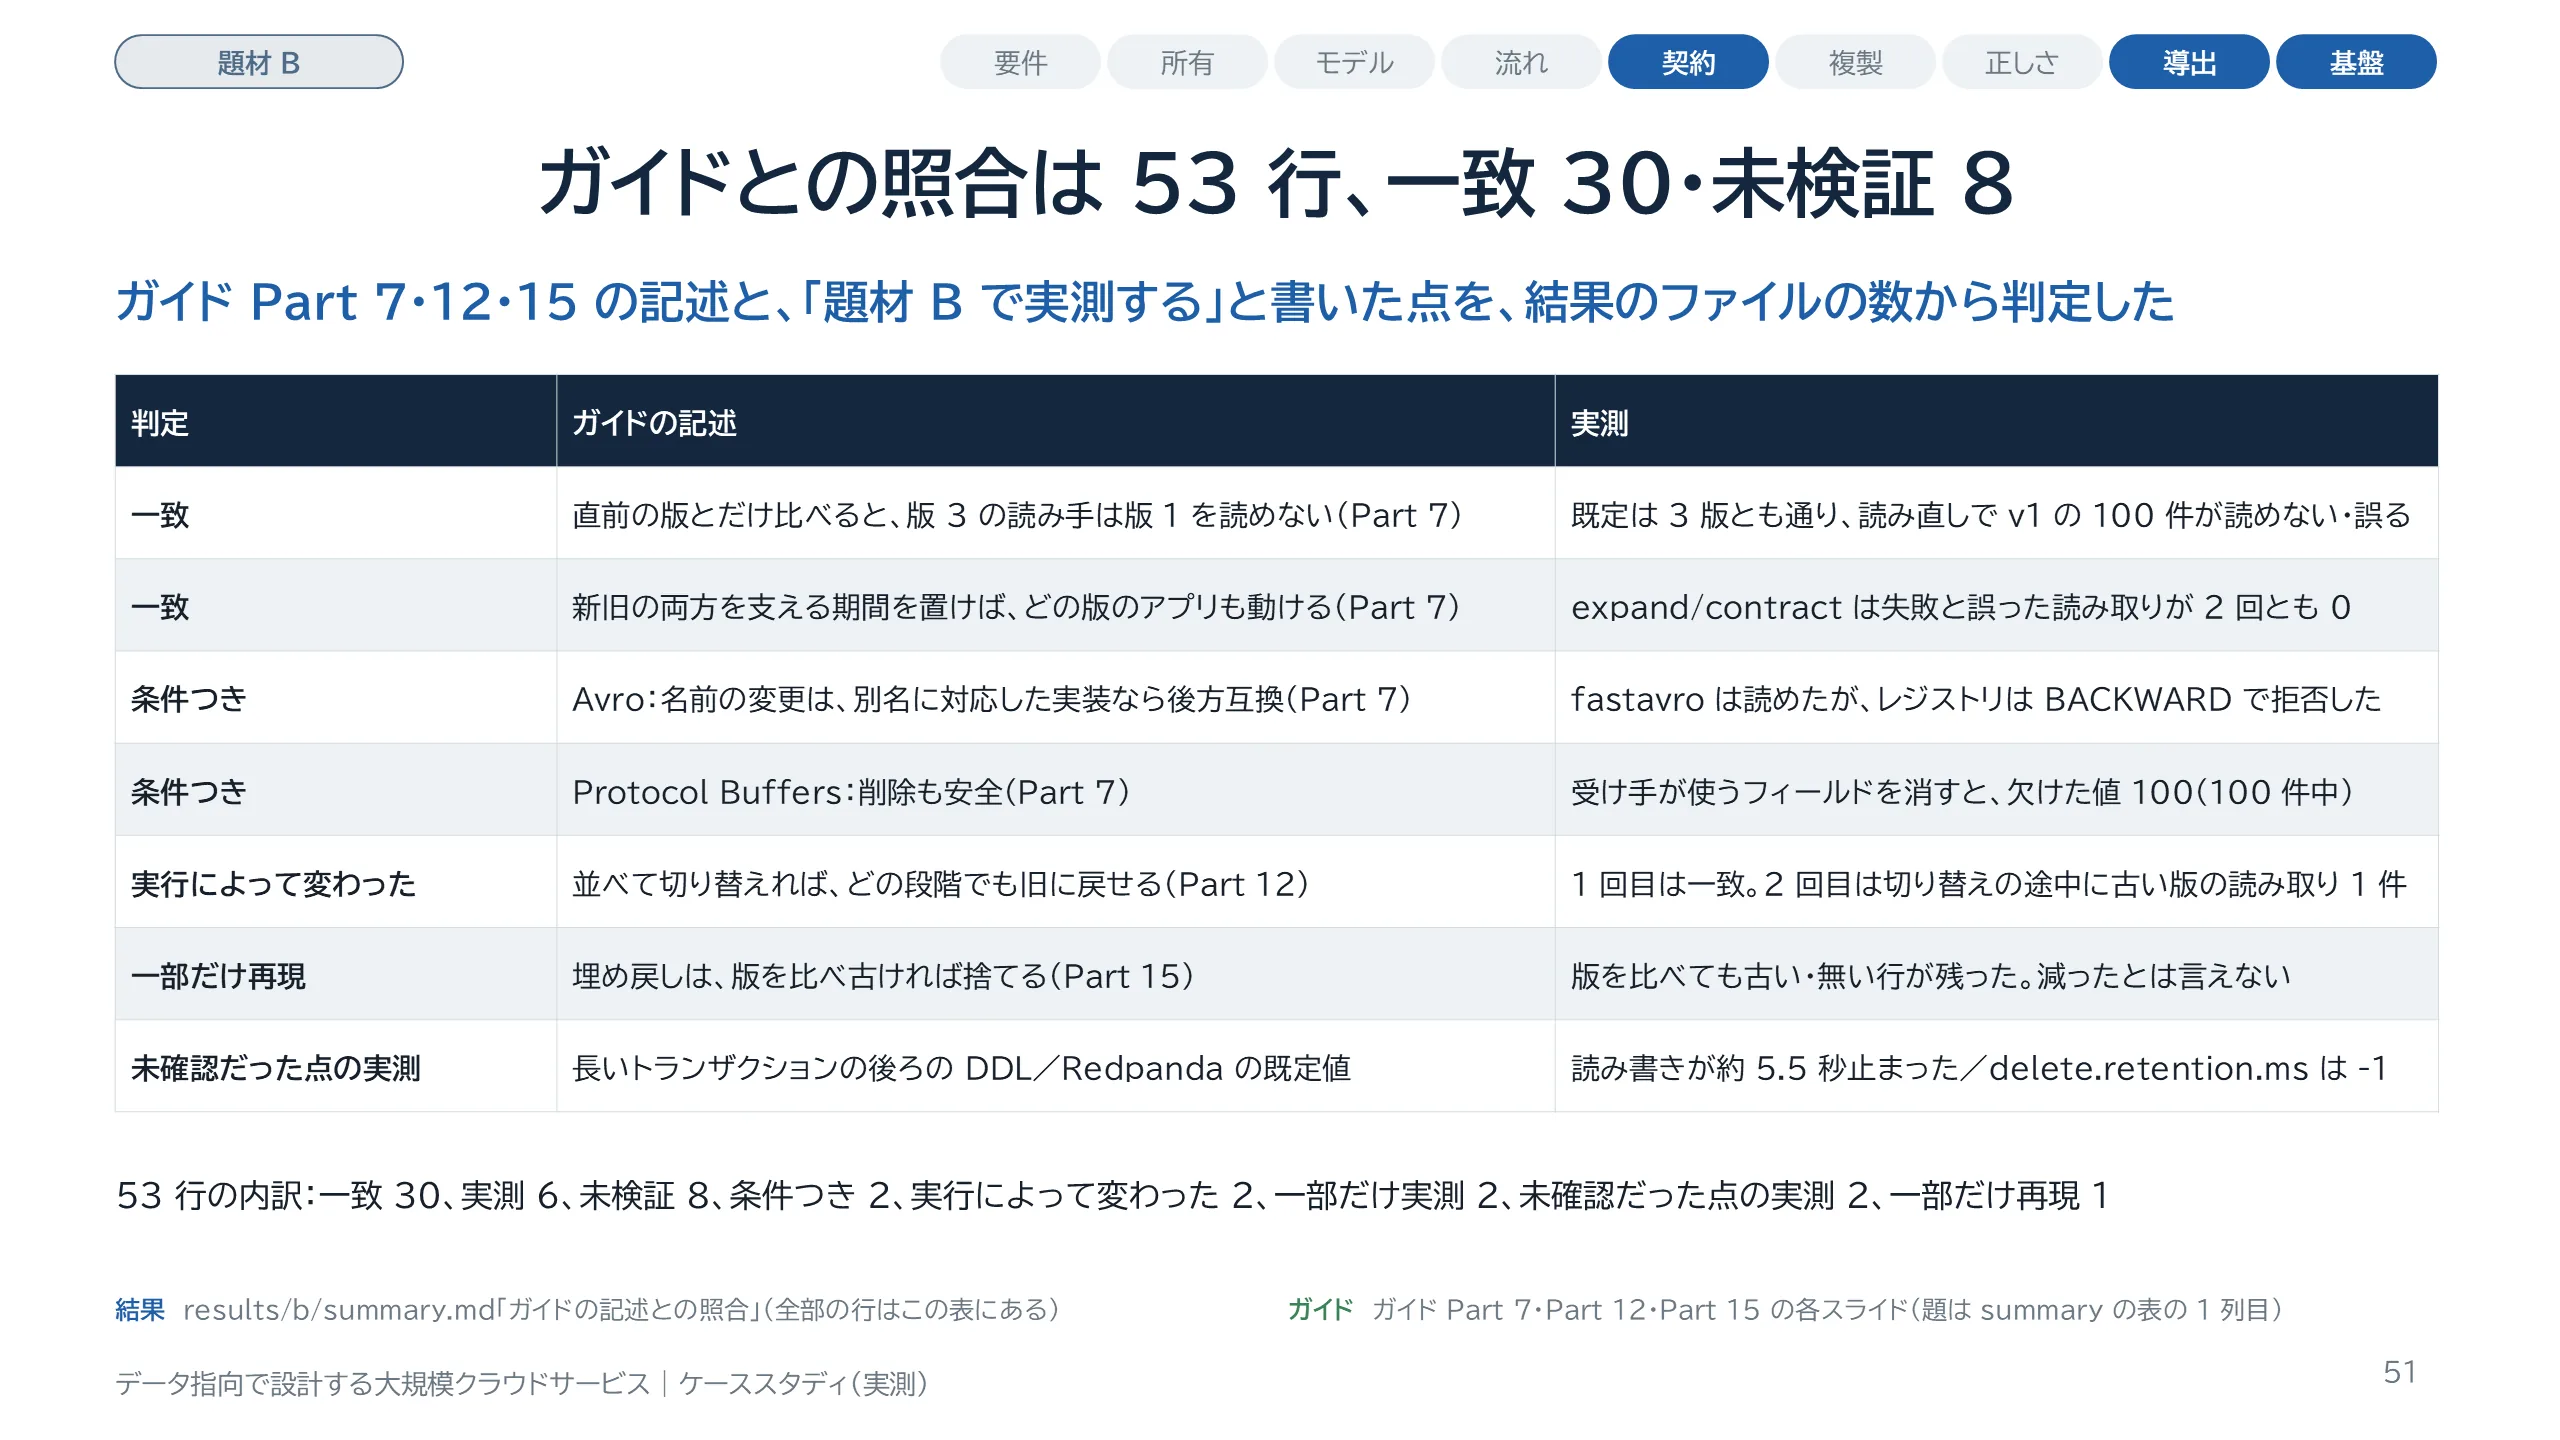 題材 B
要件 所有 モデル 流れ 契約 複製 正しさ 導出 基盤
ガイドとの照合は 53 行、一致 30・未検証 8
ガイド Part 7・12・15 の記述と、「題材 B で実測する」と書いた点を、結果のファイルの数から判定した
判定 ガイドの記述 実測
一致 直前の版とだけ比べると、版 3 の読み手は版 1 を読めない（Part 7） 既定は 3 版とも通り、読み直しで v1 の 100 件が読めない・誤る
一致 新旧の両方を支える期間を置けば、どの版のアプリも動ける（Part 7） expand/contract は失敗と誤った読み取りが 2 回とも 0
条件つき Avro：名前の変更は、別名に対応した実装なら後方互換（Part 7） fastavro は読めたが、レジストリは BACKWARD で拒否した
条件つき Protocol Buffers：削除も安全（Part 7） 受け手が使うフィールドを消すと、欠けた値 100（100 件中）
実行によって変わった 並べて切り替えれば、どの段階でも旧に戻せる（Part 12） 1 回目は一致。2 回目は切り替えの途中に古い版の読み取り 1 件
一部だけ再現 埋め戻しは、版を比べ古ければ捨てる（Part 15） 版を比べても古い・無い行が残った。減ったとは言えない
未確認だった点の実測 長いトランザクションの後ろの DDL／Redpanda の既定値 読み書きが約 5.5 秒止まった／delete.retention.ms は -1
53 行の内訳：一致 30、実測 6、未検証 8、条件つき 2、実行によって変わった 2、一部だけ実測 2、未確認だった点の実測 2、一部だけ再現 1
結果 results/b/summary.md「ガイドの記述との照合」（全部の行はこの表にある） ガイド ガイド Part 7・Part 12・Part 15 の各スライド（題は summary の表の 1 列目）
データ指向で設計する大規模クラウドサービス｜ケーススタディ（実測）
51